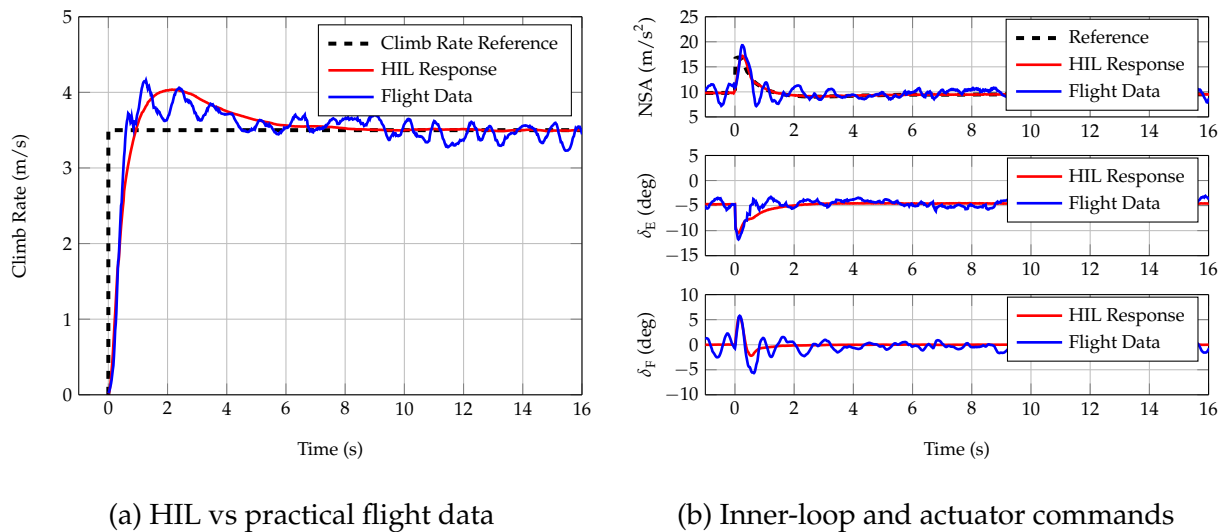 5
4
3
2
1
0
0 2 4 6 8 10 12 14 16
Climb Rate (m/s)
Time (s)
Climb Rate Reference
HIL Response
Flight Data
(a) HIL vs practical flight data
25
20
15
10
5
0 2 4 6 8 10 12 14 16
NSA (m/s²)
Reference
HIL Response
Flight Data
5
0
−5
−10
−15
0 2 4 6 8 10 12 14 16
δE (deg)
HIL Response
Flight Data
10
5
0
−5
−10
0 2 4 6 8 10 12 14 16
δF (deg)
HIL Response
Flight Data
Time (s)
(b) Inner-loop and actuator commands